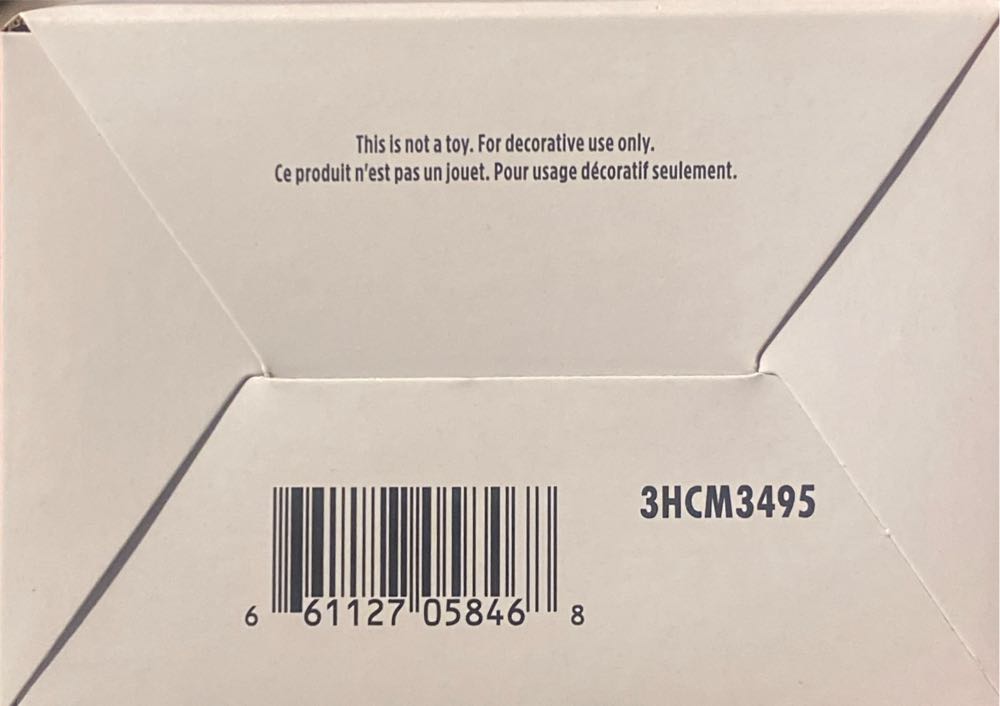 This is not a toy. For decorative use only.
Ce produit n'est pas un jouet. Pour usage décoratif seulement.
3HCM3495
6 61127 05846 8